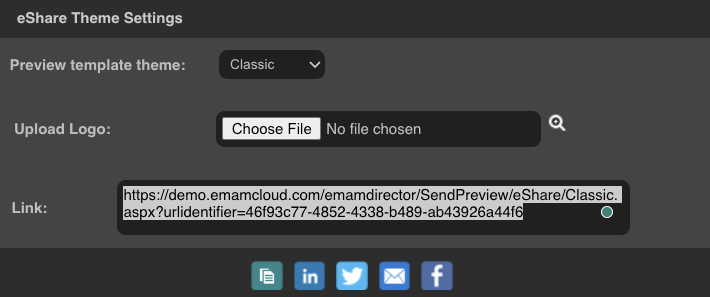 eShare Theme Settings
Preview template theme: Classic
Upload Logo: Choose File No file chosen
Link: https://demo.emamcloud.com/emamdirector/SendPreview/eShare/Classic.
aspx?urlidentifier=46f93c77-4852-4338-b489-ab43926a44f6
in f